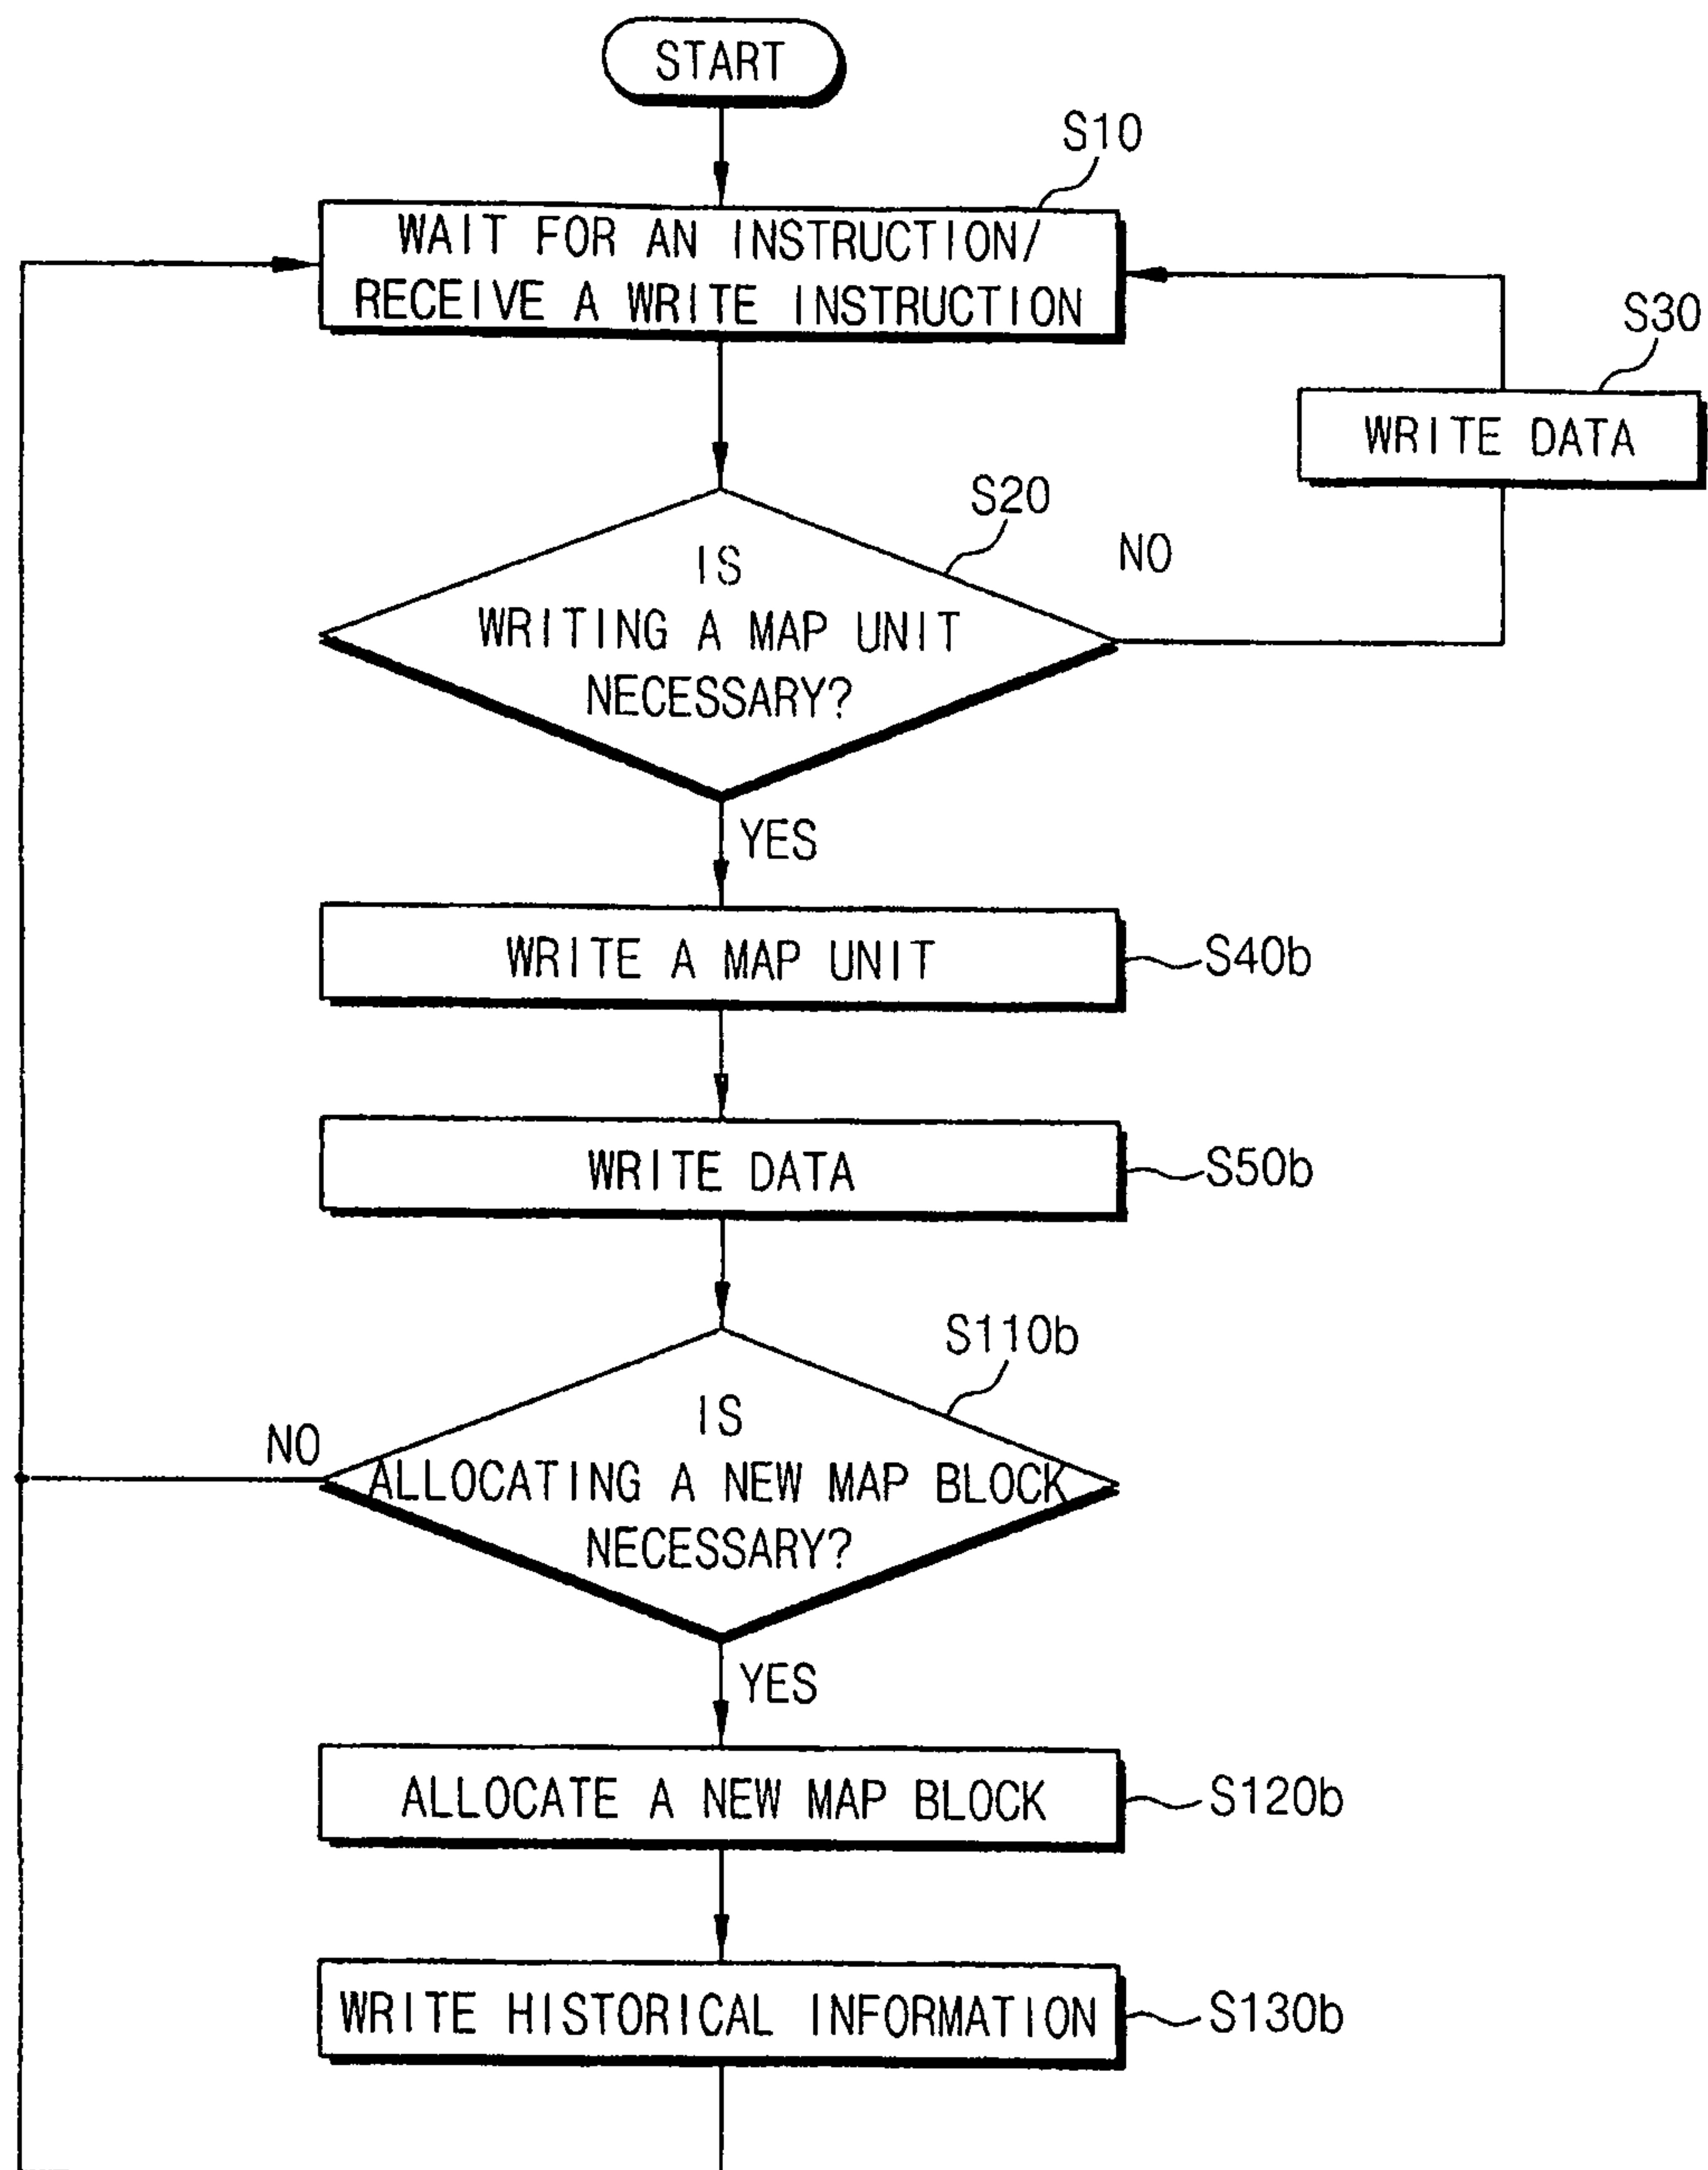 START
S10
WAIT FOR AN INSTRUCTION/
RECEIVE A WRITE INSTRUCTION
S30
WRITE DATA
S20
IS
WRITING A MAP UNIT
NECESSARY?
NO
YES
WRITE A MAP UNIT
S40b
WRITE DATA
S50b
S110b
IS
ALLOCATING A NEW MAP BLOCK
NECESSARY?
NO
YES
ALLOCATE A NEW MAP BLOCK
S120b
WRITE HISTORICAL INFORMATION
S130b